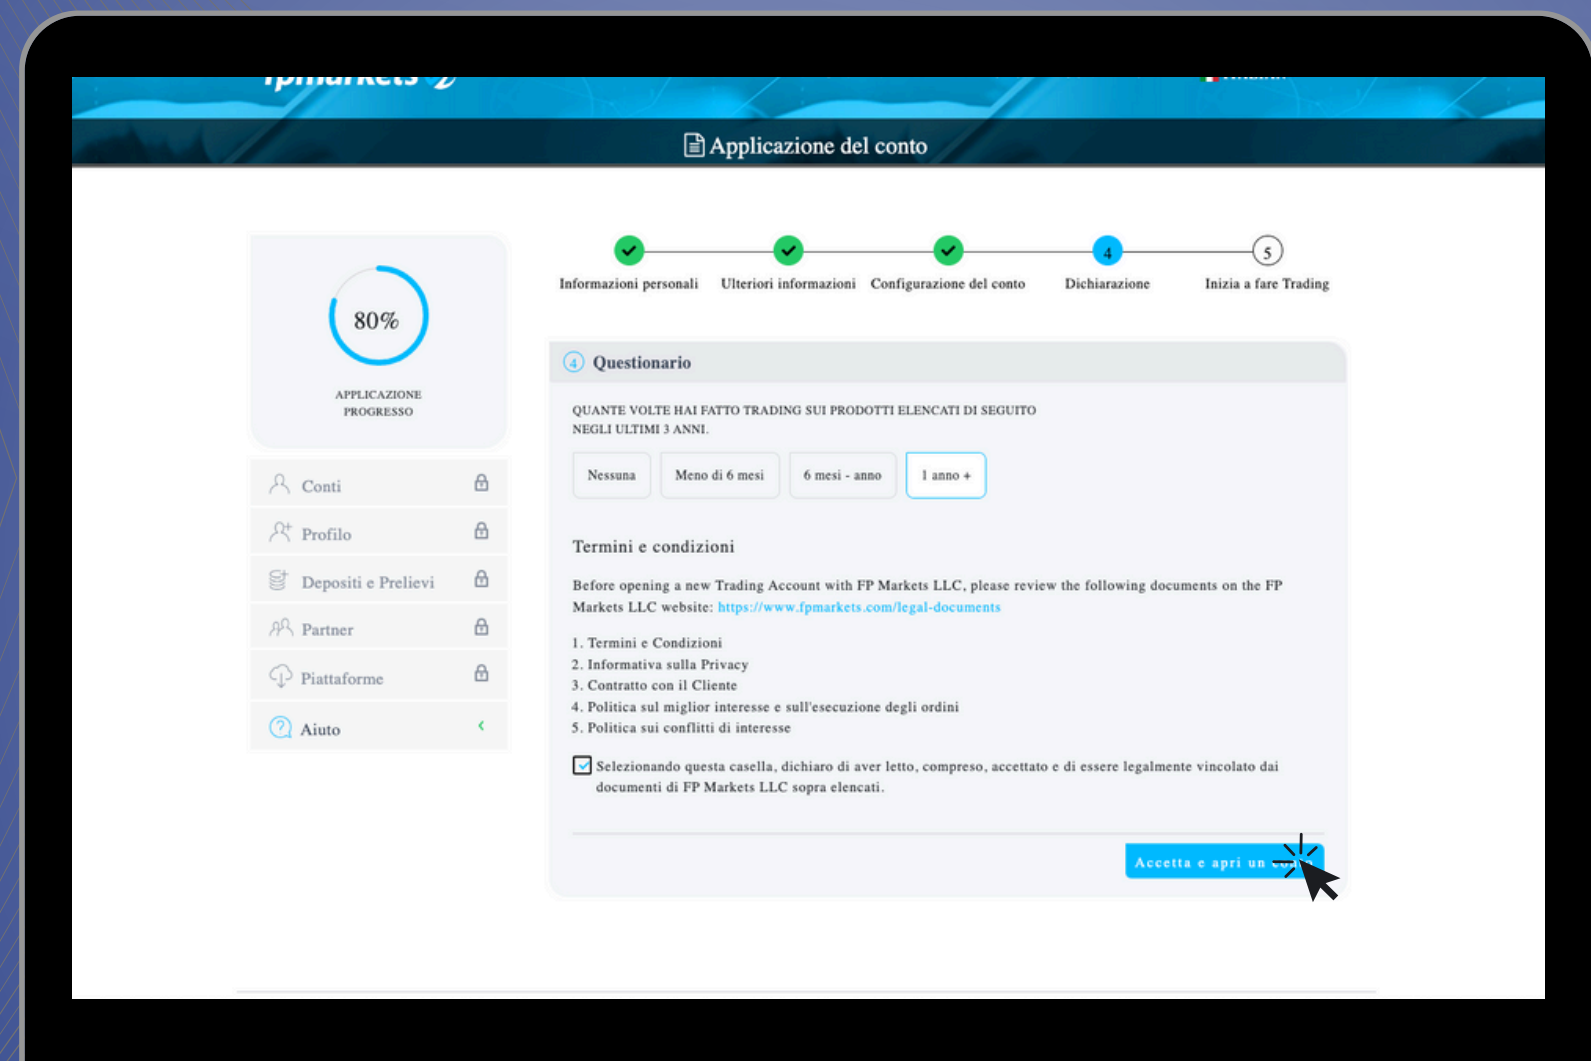 fpmarkets
Applicazione del conto
4
5
Informazioni personali
Ulteriori informazioni
Configurazione del conto
Dichiarazione
Inizia a fare Trading
80%
APPLICAZIONE
PROGRESSO
Conti
Profilo
Depositi e Prelievi
Partner
Piattaforme
Aiuto
4 Questionario
QUANTE VOLTE HAI FATTO TRADING SUI PRODOTTI ELENCATI DI SEGUITO
NEGLI ULTIMI 3 ANNI.
Nessuna
Meno di 6 mesi
6 mesi - anno
1 anno +
Termini e condizioni
Before opening a new Trading Account with FP Markets LLC, please review the following documents on the FP
Markets LLC website: https://www.fpmarkets.com/legal-documents
1. Termini e Condizioni
2. Informativa sulla Privacy
3. Contratto con il Cliente
4. Politica sul miglior interesse e sull'esecuzione degli ordini
5. Politica sui conflitti di interesse
Selezionando questa casella, dichiaro di aver letto, compreso, accettato e di essere legalmente vincolato dai
documenti di FP Markets LLC sopra elencati.
Accetta e apri un conto